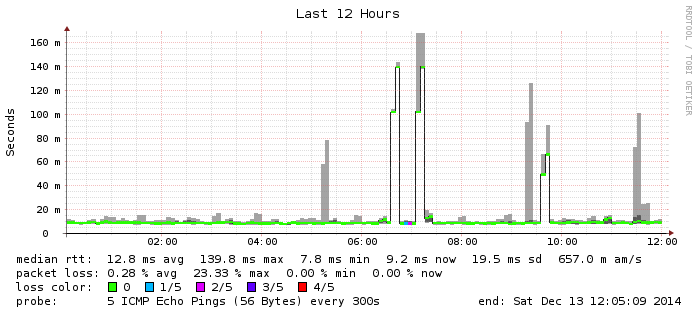 Last 12 Hours
RRDTOOL / TOBI OETIKER
Seconds
160 m
140 m
120 m
100 m
80 m
60 m
40 m
20 m
0
02:00 04:00 06:00 08:00 10:00 12:00
median rtt: 12.8 ms avg 139.8 ms max 7.8 ms min 9.2 ms now 19.5 ms sd 657.0 m am/s
packet loss: 0.28 % avg 23.33 % max 0.00 % min 0.00 % now
loss color: 0 1/5 2/5 3/5 4/5
probe: 5 ICMP Echo Pings (56 Bytes) every 300s end: Sat Dec 13 12:05:09 2014